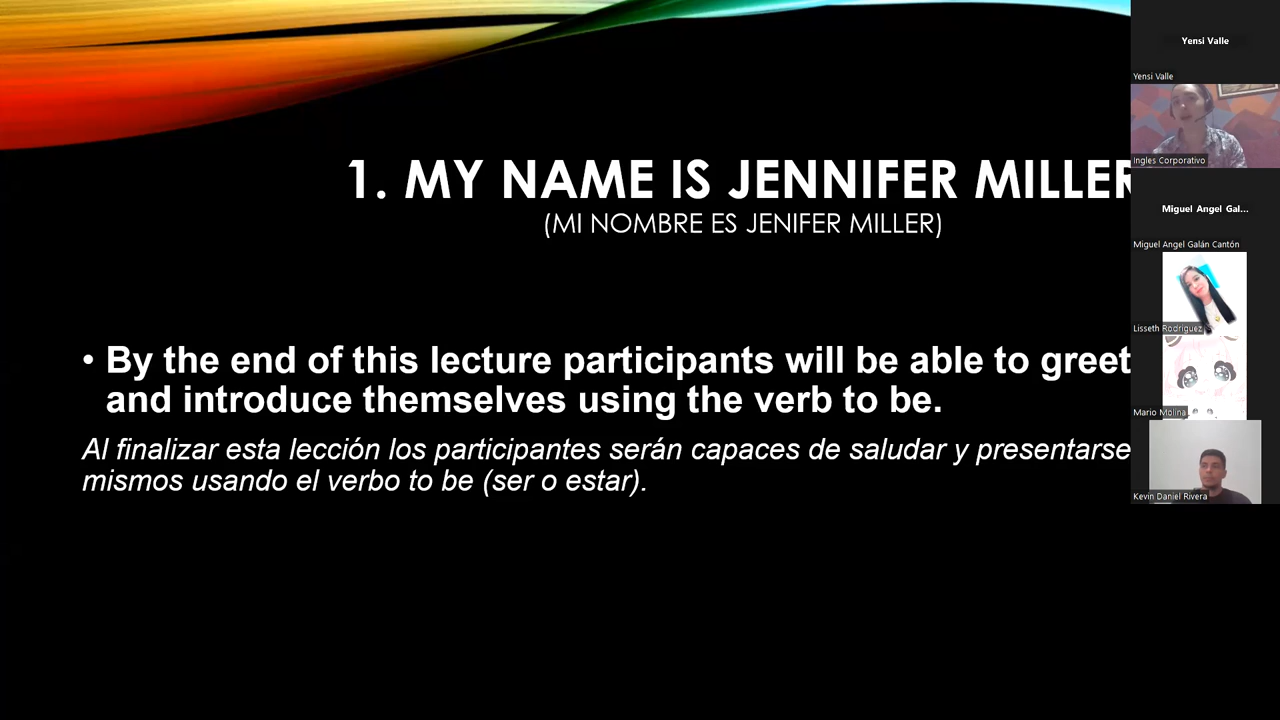 1. MY NAME IS JENNIFER MILLER
(MI NOMBRE ES JENIFER MILLER)
• By the end of this lecture participants will be able to greet
and introduce themselves using the verb to be.
Al finalizar esta lección los participantes serán capaces de saludar y presentarse
mismos usando el verbo to be (ser o estar).
Yensi Valle
Yensi Valle
Ingles Corporativo
Miguel Angel Gal...
Miguel Angel Galán Cantón
Lisseth Rodriguez
Mario Molina
Kevin Daniel Rivera